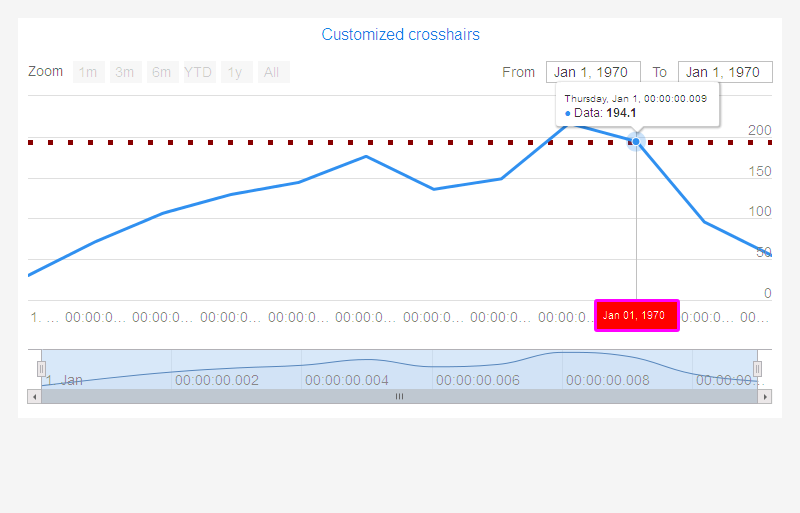 Customized crosshairs
Zoom 1m 3m 6m YTD 1y All From Jan 1, 1970 To Jan 1, 1970
Thursday, Jan 1, 00:00:00.009
● Data: 194.1
200
150
100
50
0
1. … 00:00:0… 00:00:0… 00:00:0… 00:00:0… 00:00:0… 00:00:0… 00:00:0… 00:00:0… Jan 01, 1970 00:00:0… 00:…
1. Jan 00:00:00.002 00:00:00.004 00:00:00.006 00:00:00.008 00:00:00…